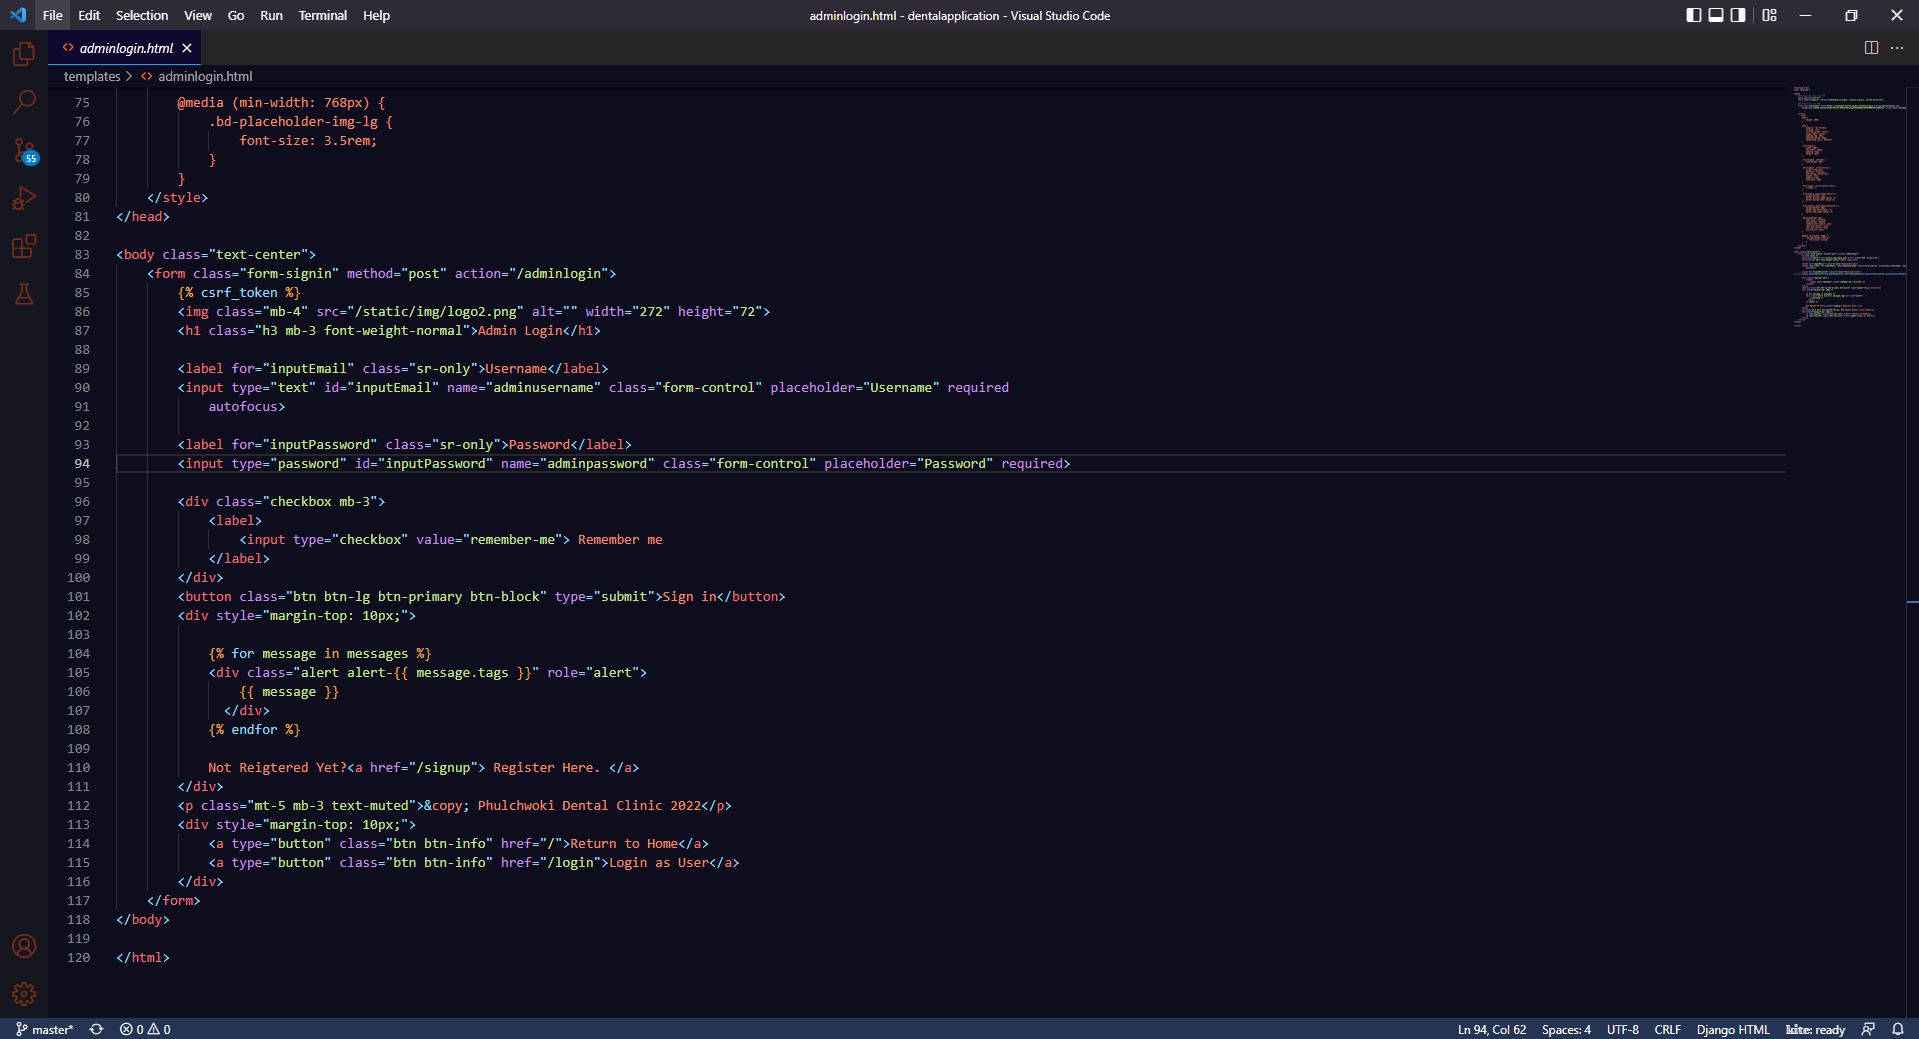 File Edit Selection View Go Run Terminal Help
adminlogin.html - dentalapplication - Visual Studio Code
adminlogin.html
templates > adminlogin.html
55
75 @media (min-width: 768px) {
76 .bd-placeholder-img-lg {
77 font-size: 3.5rem;
78 }
79 }
80 </style>
81 </head>
82
83 <body class="text-center">
84 <form class="form-signin" method="post" action="/adminlogin">
85 {% csrf_token %}
86 <img class="mb-4" src="/static/img/logo2.png" alt="" width="272" height="72">
87 <h1 class="h3 mb-3 font-weight-normal">Admin Login</h1>
88
89 <label for="inputEmail" class="sr-only">Username</label>
90 <input type="text" id="inputEmail" name="adminusername" class="form-control" placeholder="Username" required
91 autofocus>
92
93 <label for="inputPassword" class="sr-only">Password</label>
94 <input type="password" id="inputPassword" name="adminpassword" class="form-control" placeholder="Password" required>
95
96 <div class="checkbox mb-3">
97 <label>
98 <input type="checkbox" value="remember-me"> Remember me
99 </label>
100 </div>
101 <button class="btn btn-lg btn-primary btn-block" type="submit">Sign in</button>
102 <div style="margin-top: 10px;">
103
104 {% for message in messages %}
105 <div class="alert alert-{{ message.tags }}" role="alert">
106 {{ message }}
107 </div>
108 {% endfor %}
109
110 Not Reigtered Yet?<a href="/signup"> Register Here. </a>
111 </div>
112 <p class="mt-5 mb-3 text-muted">&copy; Phulchwoki Dental Clinic 2022</p>
113 <div style="margin-top: 10px;">
114 <a type="button" class="btn btn-info" href="/">Return to Home</a>
115 <a type="button" class="btn btn-info" href="/login">Login as User</a>
116 </div>
117 </form>
118 </body>
119
120 </html>
master* 0 0 Ln 94, Col 62 Spaces: 4 UTF-8 CRLF Django HTML kite: ready